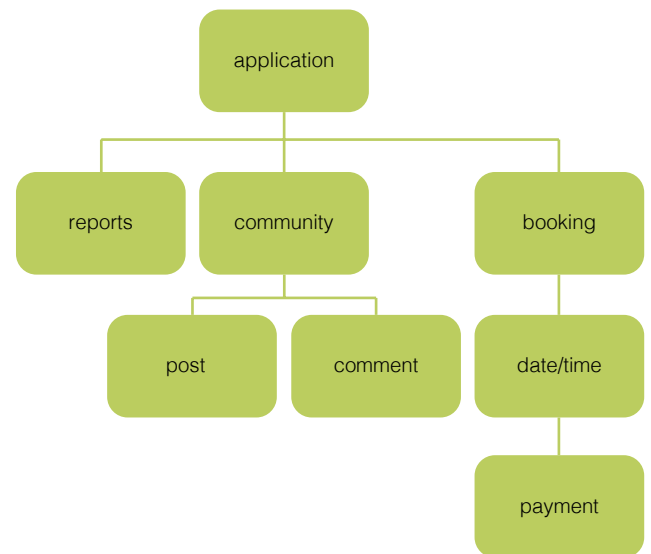 application
reports
community
booking
post
comment
date/time
payment